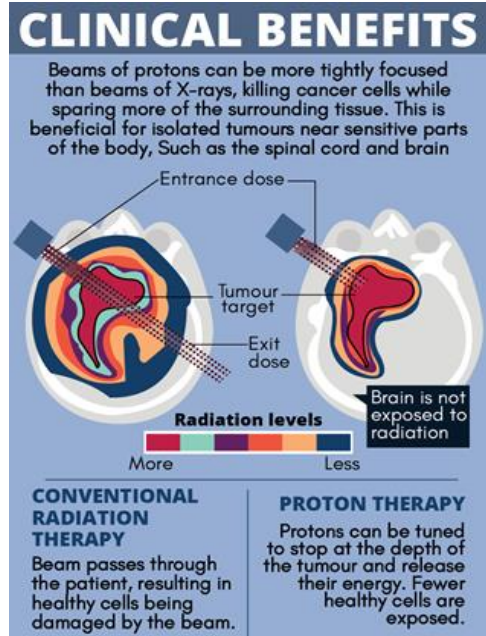 CLINICAL BENEFITS
Beams of protons can be more tightly focused
than beams of X-rays, killing cancer cells while
sparing more of the surrounding tissue. This is
beneficial for isolated tumours near sensitive parts
of the body, Such as the spinal cord and brain
Entrance dose
Tumour
target
Exit
dose
Brain is not
exposed to
radiation
Radiation levels
More
Less
CONVENTIONAL
RADIATION
THERAPY
Beam passes through
the patient, resulting in
healthy cells being
damaged by the beam.
PROTON THERAPY
Protons can be tuned
to stop at the depth of
the tumour and release
their energy. Fewer
healthy cells are
exposed.